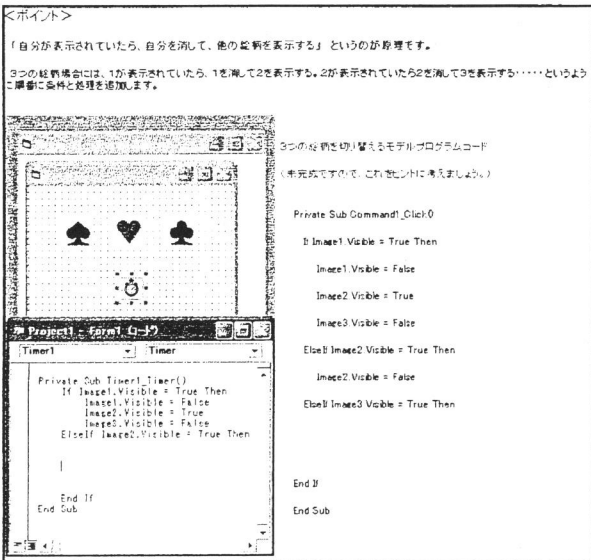 <ポイント>
「自分が表示されていたら、自分を消して、他の絵柄を表示する」というのが原理です。
3つの絵柄場合には、1が表示されていたら、1を消して2を表示する。2が表示されていたら2を消して3を表示する・・・・・というよう
に順番に条件と処理を追加します。
3つの絵柄を切り替えるモデルプログラムコード
(未完成ですので、これをヒントに考えましょう。)
Private Sub Command1_Click()
If Image1.Visible = True Then
Image1.Visible = False
Image2.Visible = True
Image3.Visible = False
ElseIf Image2.Visible = True Then
Image2.Visible = False
ElseIf Image3.Visible = True Then
End If
End Sub
Project1 - Form1 (コード)
Timer1
Timer
Private Sub Timer1_Timer()
If Image1.Visible = True Then
Image1.Visible = False
Image2.Visible = True
Image3.Visible = False
ElseIf Image2.Visible = True Then
End If
End Sub